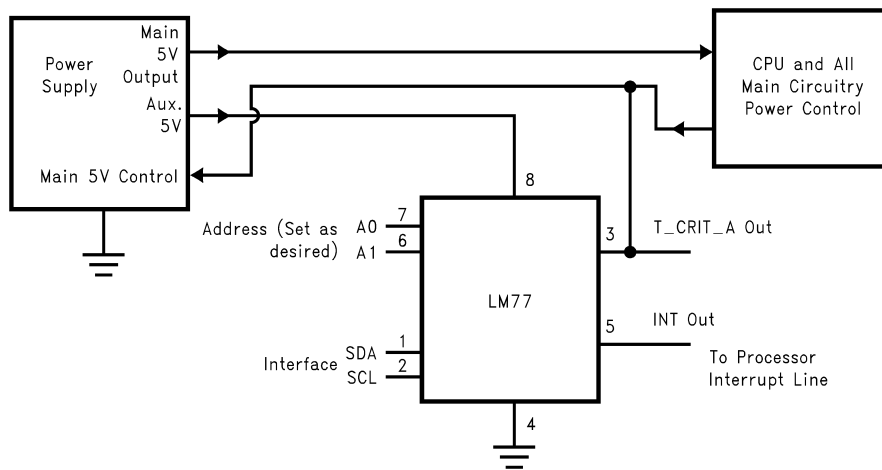 Power
Supply
Main
5V
Output
Aux.
5V
Main 5V Control
CPU and All
Main Circuitry
Power Control
8
Address (Set as
desired)
A0
7
A1
6
3
T_CRIT_A Out
LM77
5
INT Out
To Processor
Interrupt Line
Interface
SDA
1
SCL
2
4